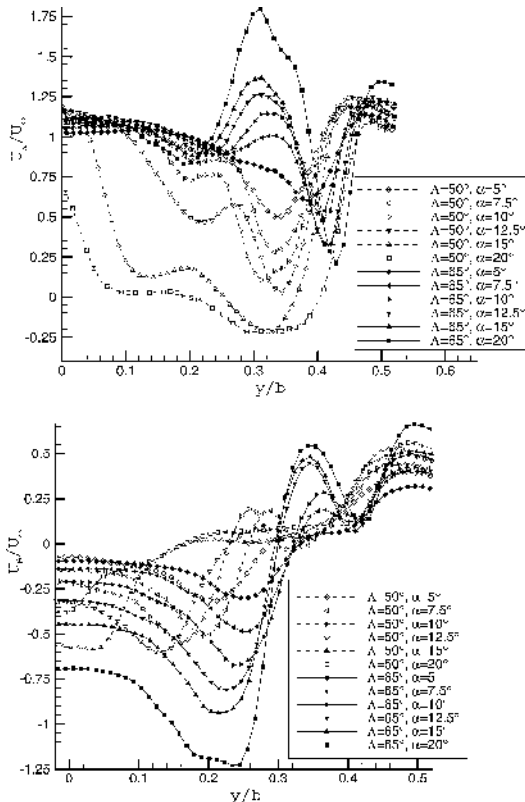 1.75
1.5
1.25
1
0.75
0.5
0.25
0
-0.25
0 0.1 0.2 0.3 0.4 0.5 0.6
y/b
Λ=50°, α=5°
Λ=50°, α=7.5°
Λ=50°, α=10°
Λ=50°, α=12.5°
Λ=50°, α=15°
Λ=50°, α=20°
Λ=65°, α=5°
Λ=65°, α=7.5°
Λ=65°, α=10°
Λ=65°, α=12.5°
Λ=65°, α=15°
Λ=65°, α=20°
0.5
0.25
0
-0.25
-0.5
-0.75
-1
-1.25
0 0.1 0.2 0.3 0.4 0.5
y/b
Λ 50°, α 5°
Λ=50°, α=7.5°
Λ=50°, α=10°
Λ 50°, α=12.5°
Λ 50°, α 15°
Λ=50°, α=20°
Λ=65°, α=5
Λ=65°, α=7.5°
Λ=65°, α=10°
Λ=65°, α=12.5°
Λ=65°, α=15°
Λ=65°, α=20°